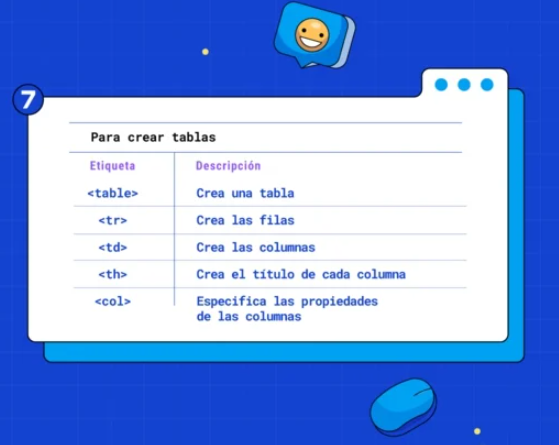 7
Para crear tablas
Etiqueta Descripción
<table> Crea una tabla
<tr> Crea las filas
<td> Crea las columnas
<th> Crea el título de cada columna
<col> Especifica las propiedades
de las columnas